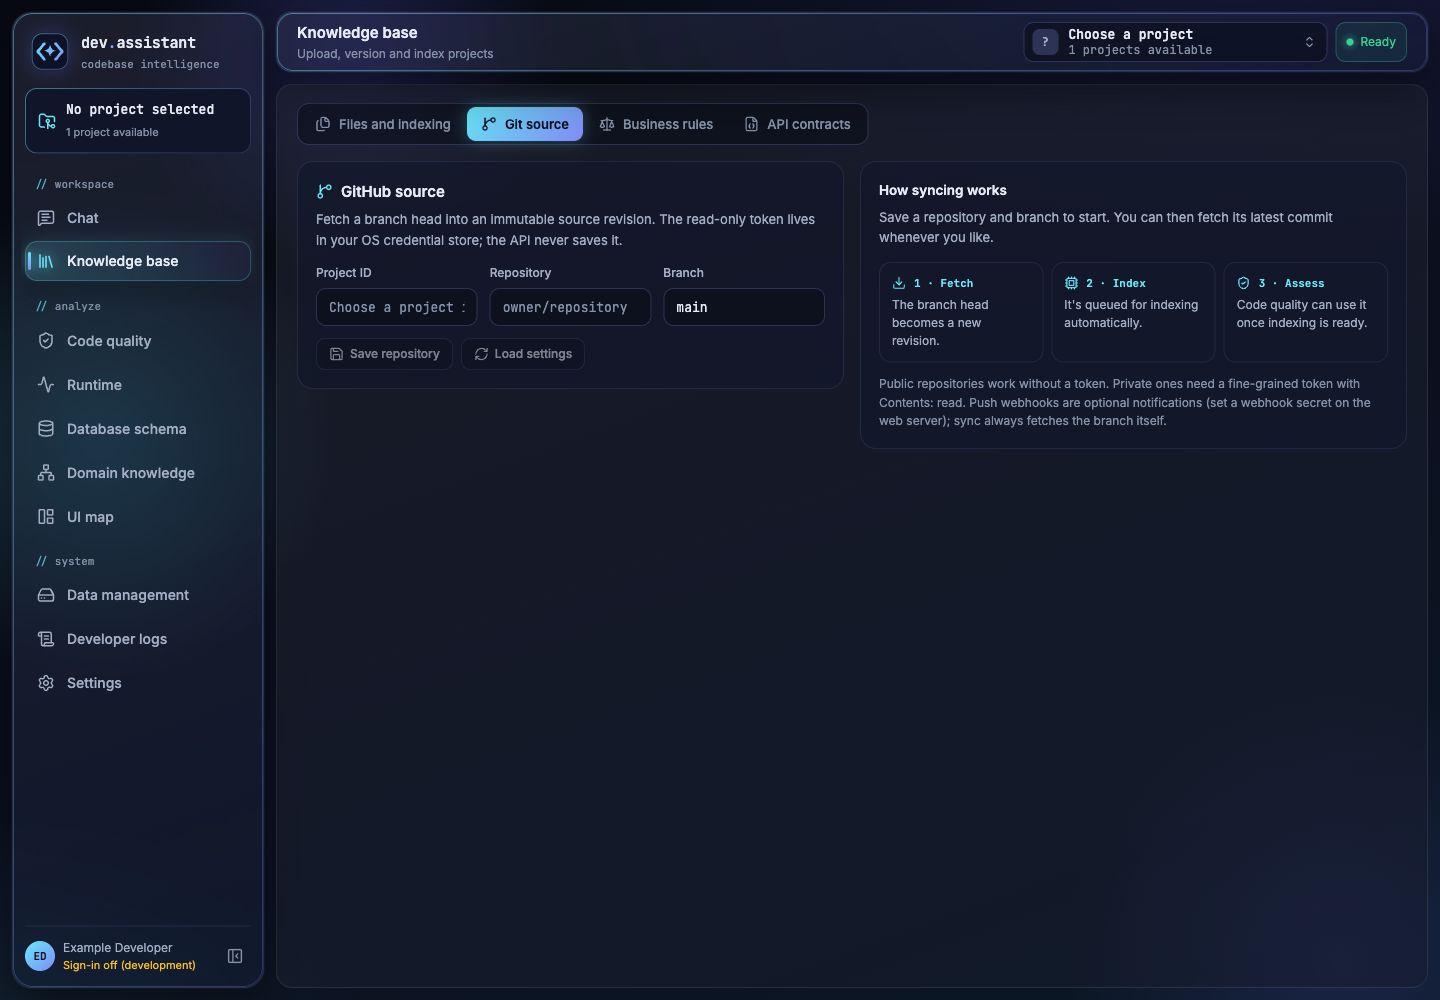 dev.assistant
codebase intelligence
No project selected
1 project available
// workspace
Chat
Knowledge base
// analyze
Code quality
Runtime
Database schema
Domain knowledge
UI map
// system
Data management
Developer logs
Settings
ED
Example Developer
Sign-in off (development)
Knowledge base
Upload, version and index projects
?
Choose a project
1 projects available
Ready
Files and indexing
Git source
Business rules
API contracts
GitHub source
Fetch a branch head into an immutable source revision. The read-only token lives
in your OS credential store; the API never saves it.
Project ID
Repository
Branch
Choose a project
owner/repository
main
Save repository
Load settings
How syncing works
Save a repository and branch to start. You can then fetch its latest commit
whenever you like.
1 · Fetch
The branch head
becomes a new
revision.
2 · Index
It's queued for indexing
automatically.
3 · Assess
Code quality can use it
once indexing is ready.
Public repositories work without a token. Private ones need a fine-grained token with
Contents: read. Push webhooks are optional notifications (set a webhook secret on the
web server); sync always fetches the branch itself.